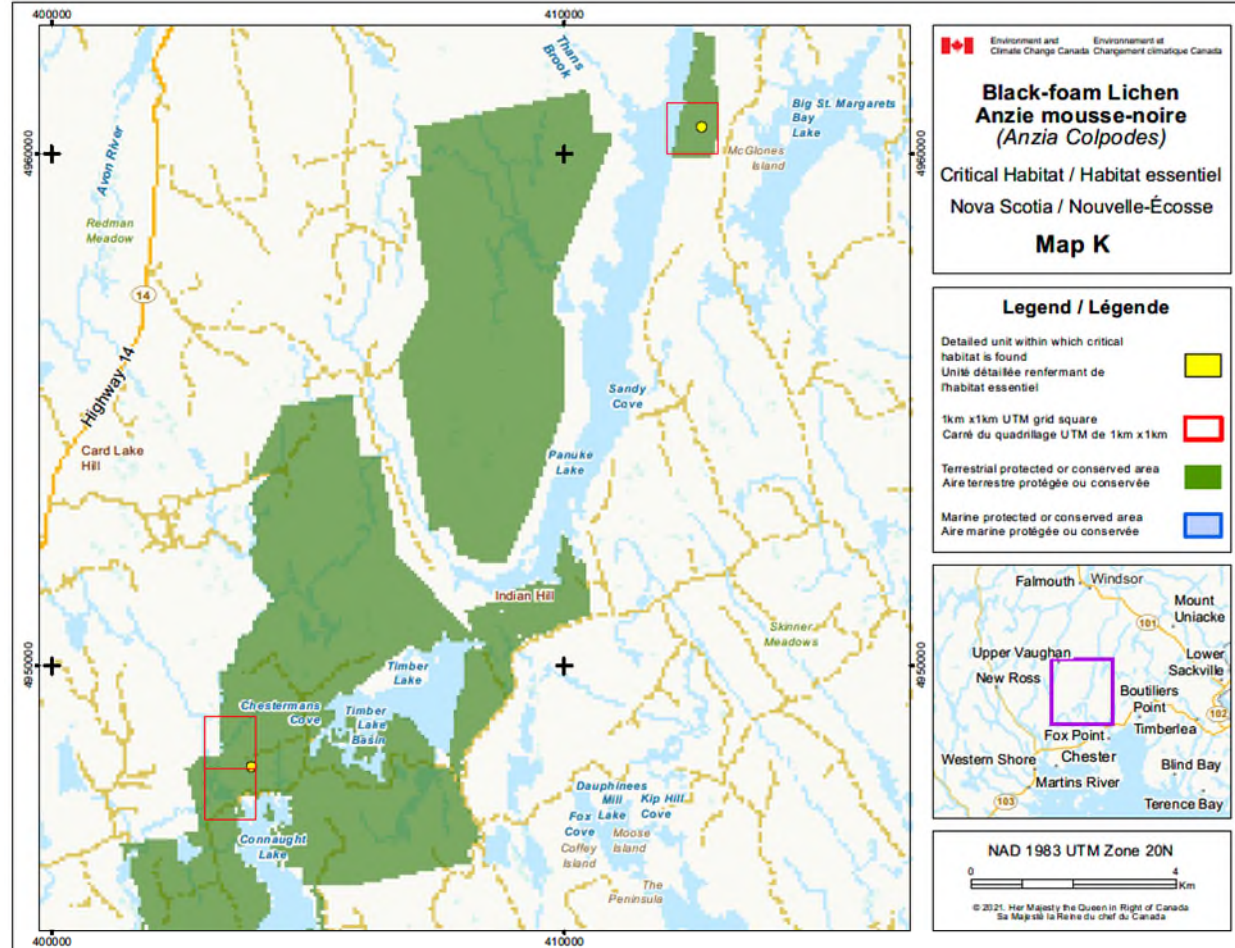 400000
410000
4960000
4960000
4950000
4950000
400000
410000
Thans
Brook
Big St. Margarets
Bay
Lake
McGlones
Island
Avon River
Redman
Meadow
14
Highway 14
Card Lake
Hill
Sandy
Cove
Panuke
Lake
Indian Hill
Skinner
Meadows
Timber
Lake
Chestermans
Cove
Timber
Lake
Basin
Connaught
Lake
Dauphinees
Mill
Lake
Kip Hill
Cove
Fox
Cove
Coffey
Island
Moose
Island
The
Peninsula
Environment and
Climate Change Canada
Environnement et
Changement climatique Canada
Black-foam Lichen
Anzie mousse-noire
(Anzia Colpodes)
Critical Habitat / Habitat essentiel
Nova Scotia / Nouvelle-Écosse
Map K
Legend / Légende
Detailed unit within which critical
habitat is found
Unité détaillée renfermant de
l'habitat essentiel
1km x1km UTM grid square
Carré du quadrillage UTM de 1km x1km
Terrestrial protected or conserved area
Aire terrestre protégée ou conservée
Marine protected or conserved area
Aire marine protégée ou conservée
Falmouth
Windsor
Mount
Uniacke
101
Upper Vaughan
Lower
Sackville
New Ross
Boutiliers
Point
102
Fox Point
Timberlea
Western Shore
Chester
Blind Bay
Martins River
103
Terence Bay
NAD 1983 UTM Zone 20N
0 4
Km
© 2021. Her Majesty the Queen in Right of Canada
Sa Majesté la Reine du chef du Canada